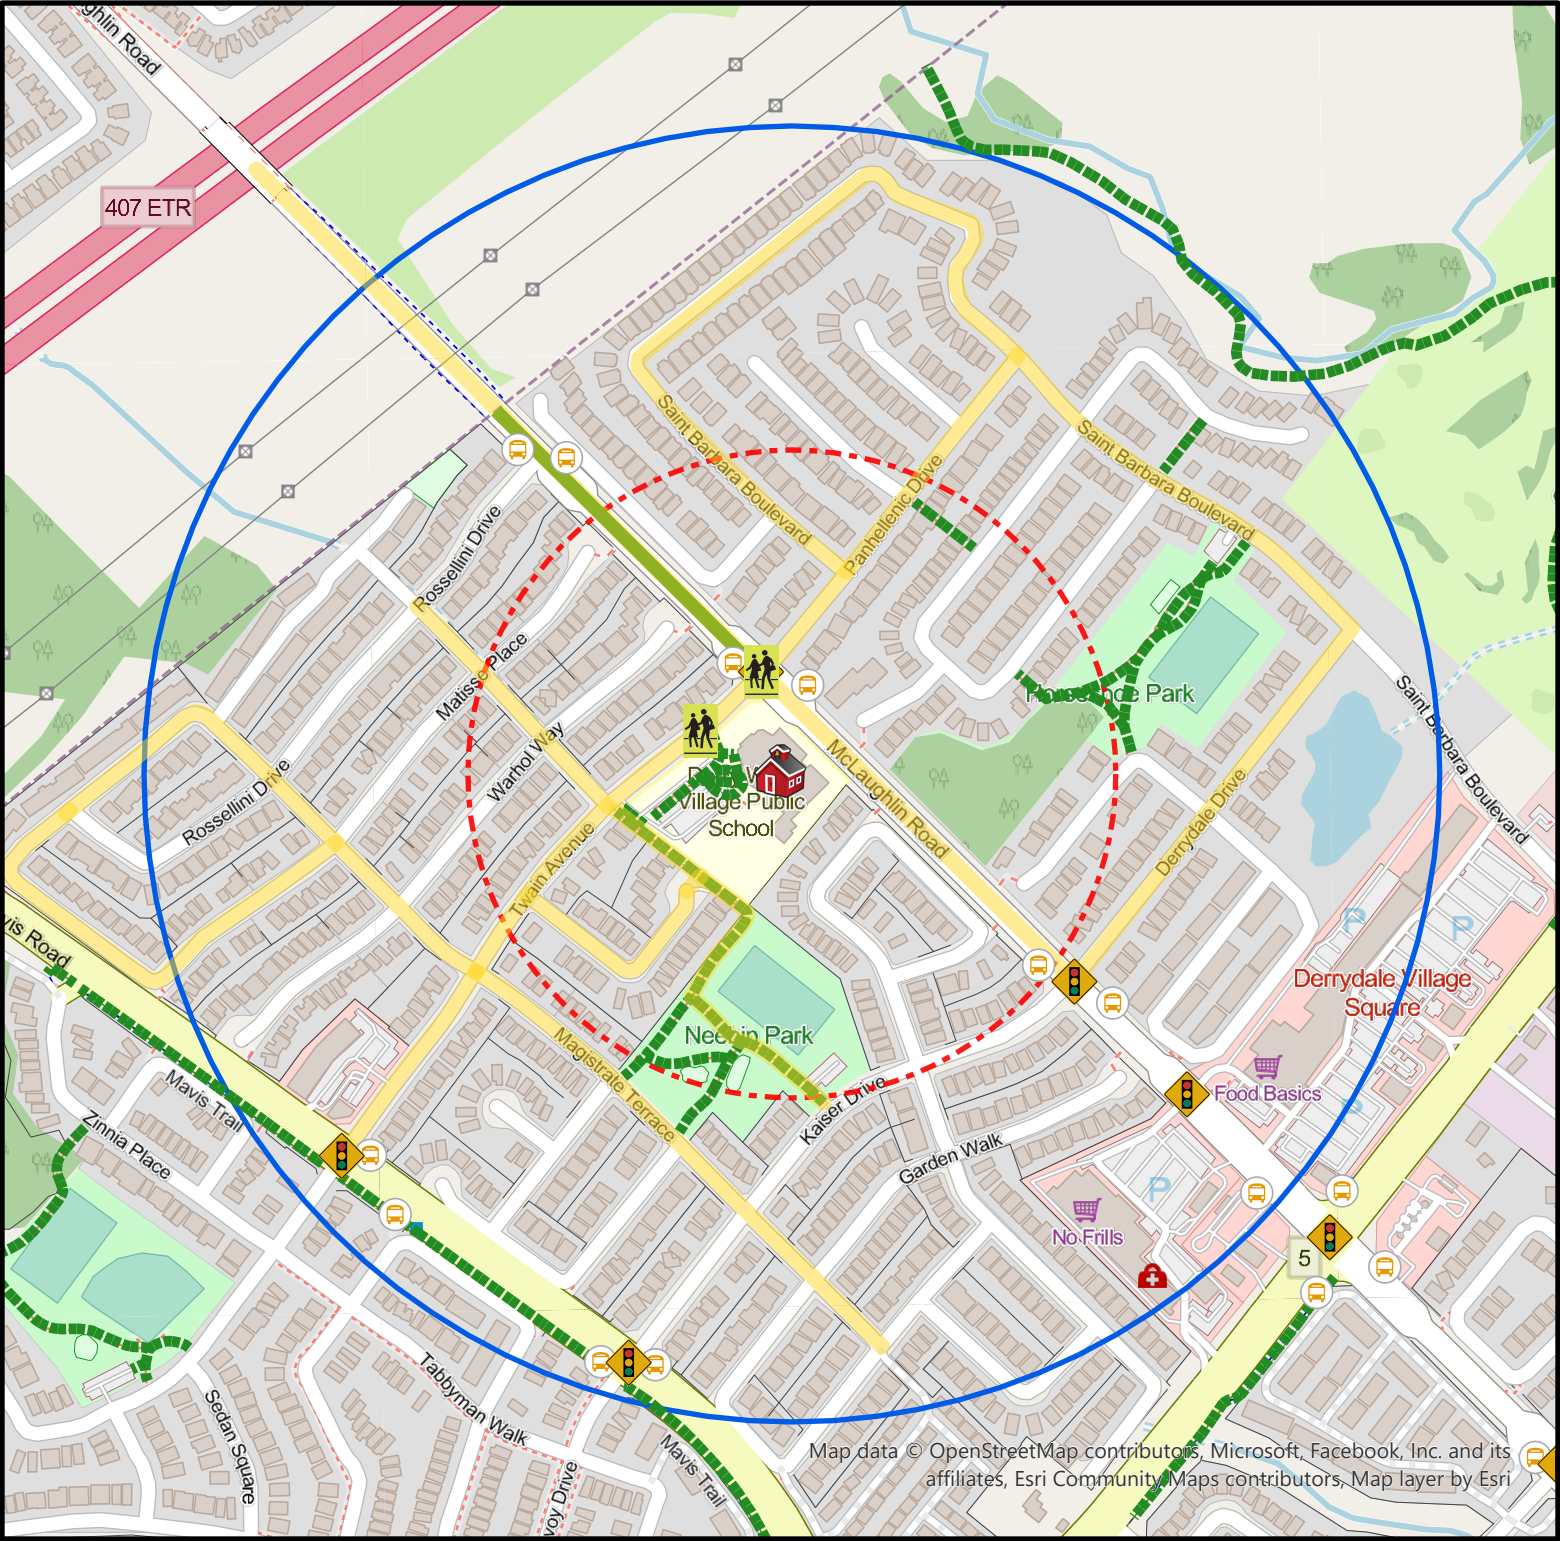 407 ETR
Saint Barbara Boulevard
Panhellenic Drive
Saint Barbara Boulevard
Rossellini Drive
Matisse Place
Warhol Way
Rossellini Drive
Village Public
School
McLaughlin Road
Park
Saint Barbara Boulevard
Derrydale Drive
Twain Avenue
P
P
Derrydale Village
Square
Road
Park
Magistrate Terrace
Kaiser Drive
Food Basics
P
Mavis Trail
Zinnia Place
Garden Walk
P
No Frills
5
Tabbyman Walk
Sedan Square
Mavis Trail
Drive
Road
Map data © OpenStreetMap contributors, Microsoft, Facebook, Inc. and its
affiliates, Esri Community Maps contributors, Map layer by Esri